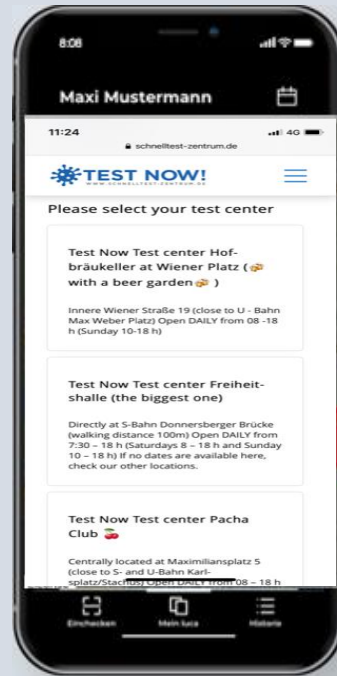 8:08
Maxi Mustermann
11:24
4G
schnelltest-zentrum.de
TEST NOW!
WWW.SCHNELLTEST-ZENTRUM.DE
Please select your test center
Test Now Test center Hof-
bräukeller at Wiener Platz (🍻
with a beer garden🍻 )
Innere Wiener Straße 19 (close to U - Bahn
Max Weber Platz) Open DAILY from 08 -18
h (Sunday 10-18 h)
Test Now Test center Freiheit-
shalle (the biggest one)
Directly at S-Bahn Donnersberger Brücke
(walking distance 100m) Open DAILY from
7:30 – 18 h (Saturdays 8 – 18 h and Sunday
10 – 18 h) If no dates are available here,
check our other locations.
Test Now Test center Pacha
Club 🍒
Centrally located at Maximiliansplatz 5
(close to S- and U-Bahn Karl-
splatz/Stachus) Open DAILY from 08 – 18 h
Einchecken
Mein luca
Historie